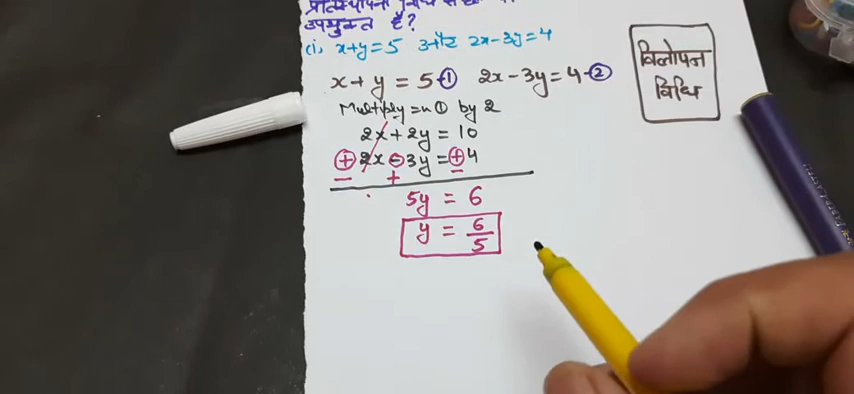 उपयुक्त है?
(i) x+y=5 और 2x-3y=4
x+y=5-① 2x-3y=4-②
Multiply =n ① by 2
2x+2y=10
+2x-3y=+4
- + -
5y = 6
y = 6/5
विलोपन
विधि